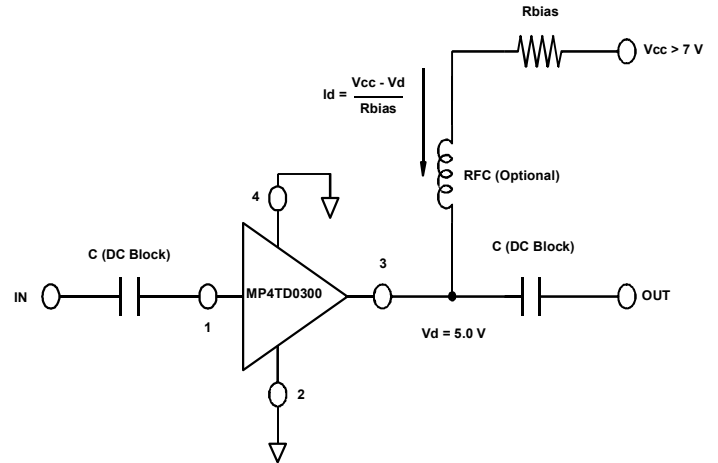 Rbias
Vcc > 7 V
Id = Vcc - Vd
Rbias
RFC (Optional)
4
C (DC Block)
3
C (DC Block)
IN
MP4TD0300
OUT
1
Vd = 5.0 V
2